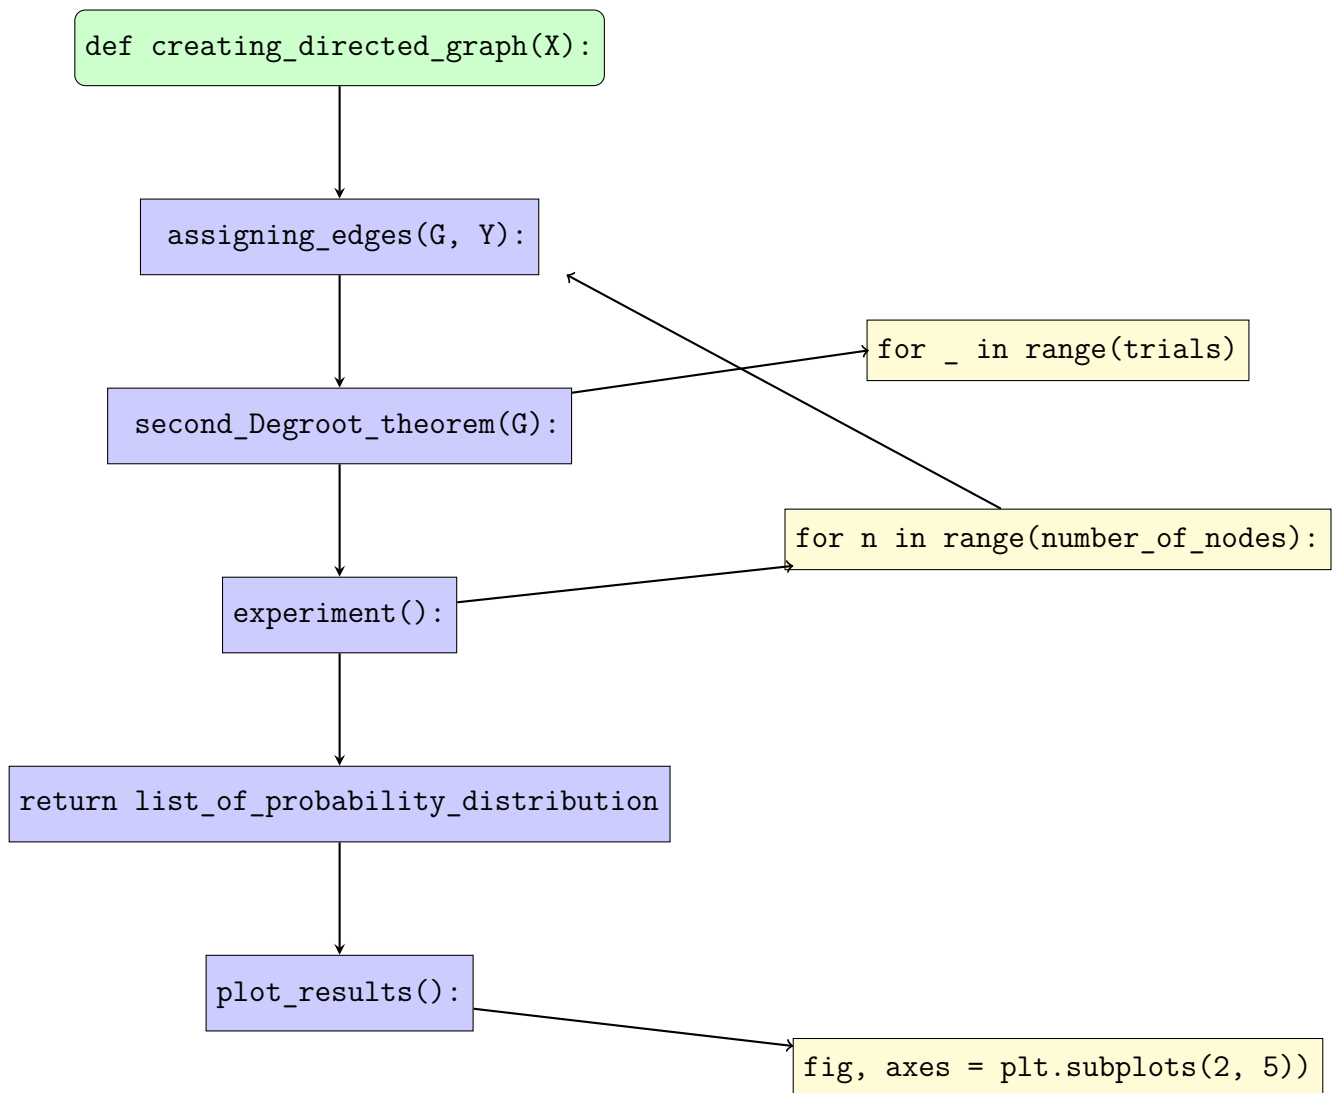 def creating_directed_graph(X):
assigning_edges(G, Y):
for _ in range(trials)
second_Degroot_theorem(G):
for n in range(number_of_nodes):
experiment():
return list_of_probability_distribution
plot_results():
fig, axes = plt.subplots(2, 5))